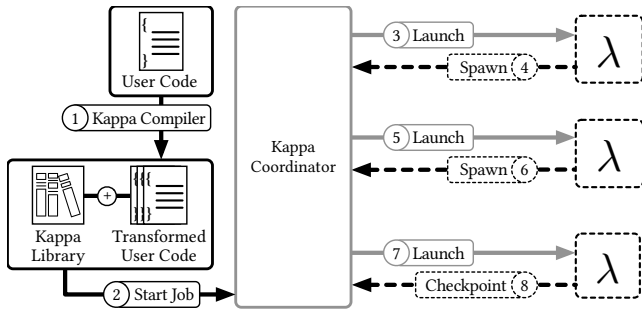 {
}
User Code
1 Kappa Compiler
+
{{{
}}}
Kappa
Library
Transformed
User Code
2 Start Job
Kappa
Coordinator
3 Launch
Spawn 4
λ
5 Launch
Spawn 6
λ
7 Launch
Checkpoint 8
λ